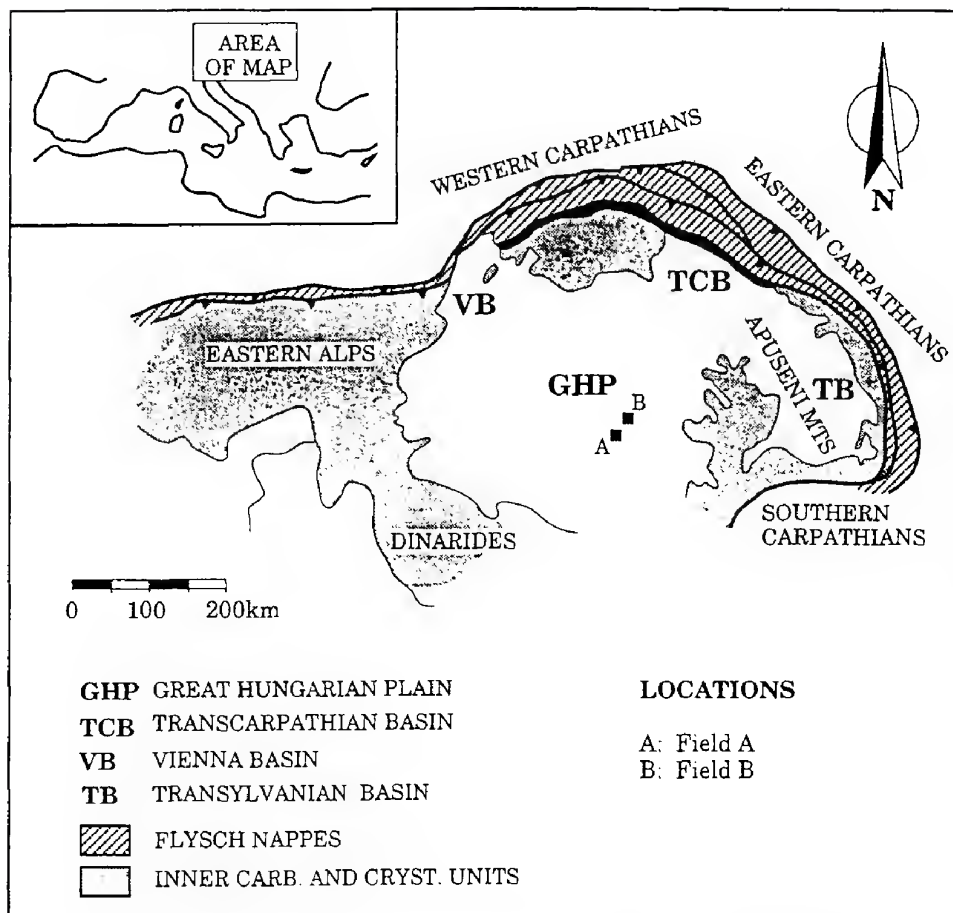 AREA
OF MAP
WESTERN CARPATHIANS
EASTERN CARPATHIANS
N
VB
TCB
EASTERN ALPS
APUSENI MTS
TB
GHP
B
A
DINARIDES
SOUTHERN
CARPATHIANS
0 100 200km
GHP GREAT HUNGARIAN PLAIN
TCB TRANSCARPATHIAN BASIN
VB VIENNA BASIN
TB TRANSYLVANIAN BASIN
FLYSCH NAPPES
INNER CARB. AND CRYST. UNITS
LOCATIONS
A: Field A
B: Field B